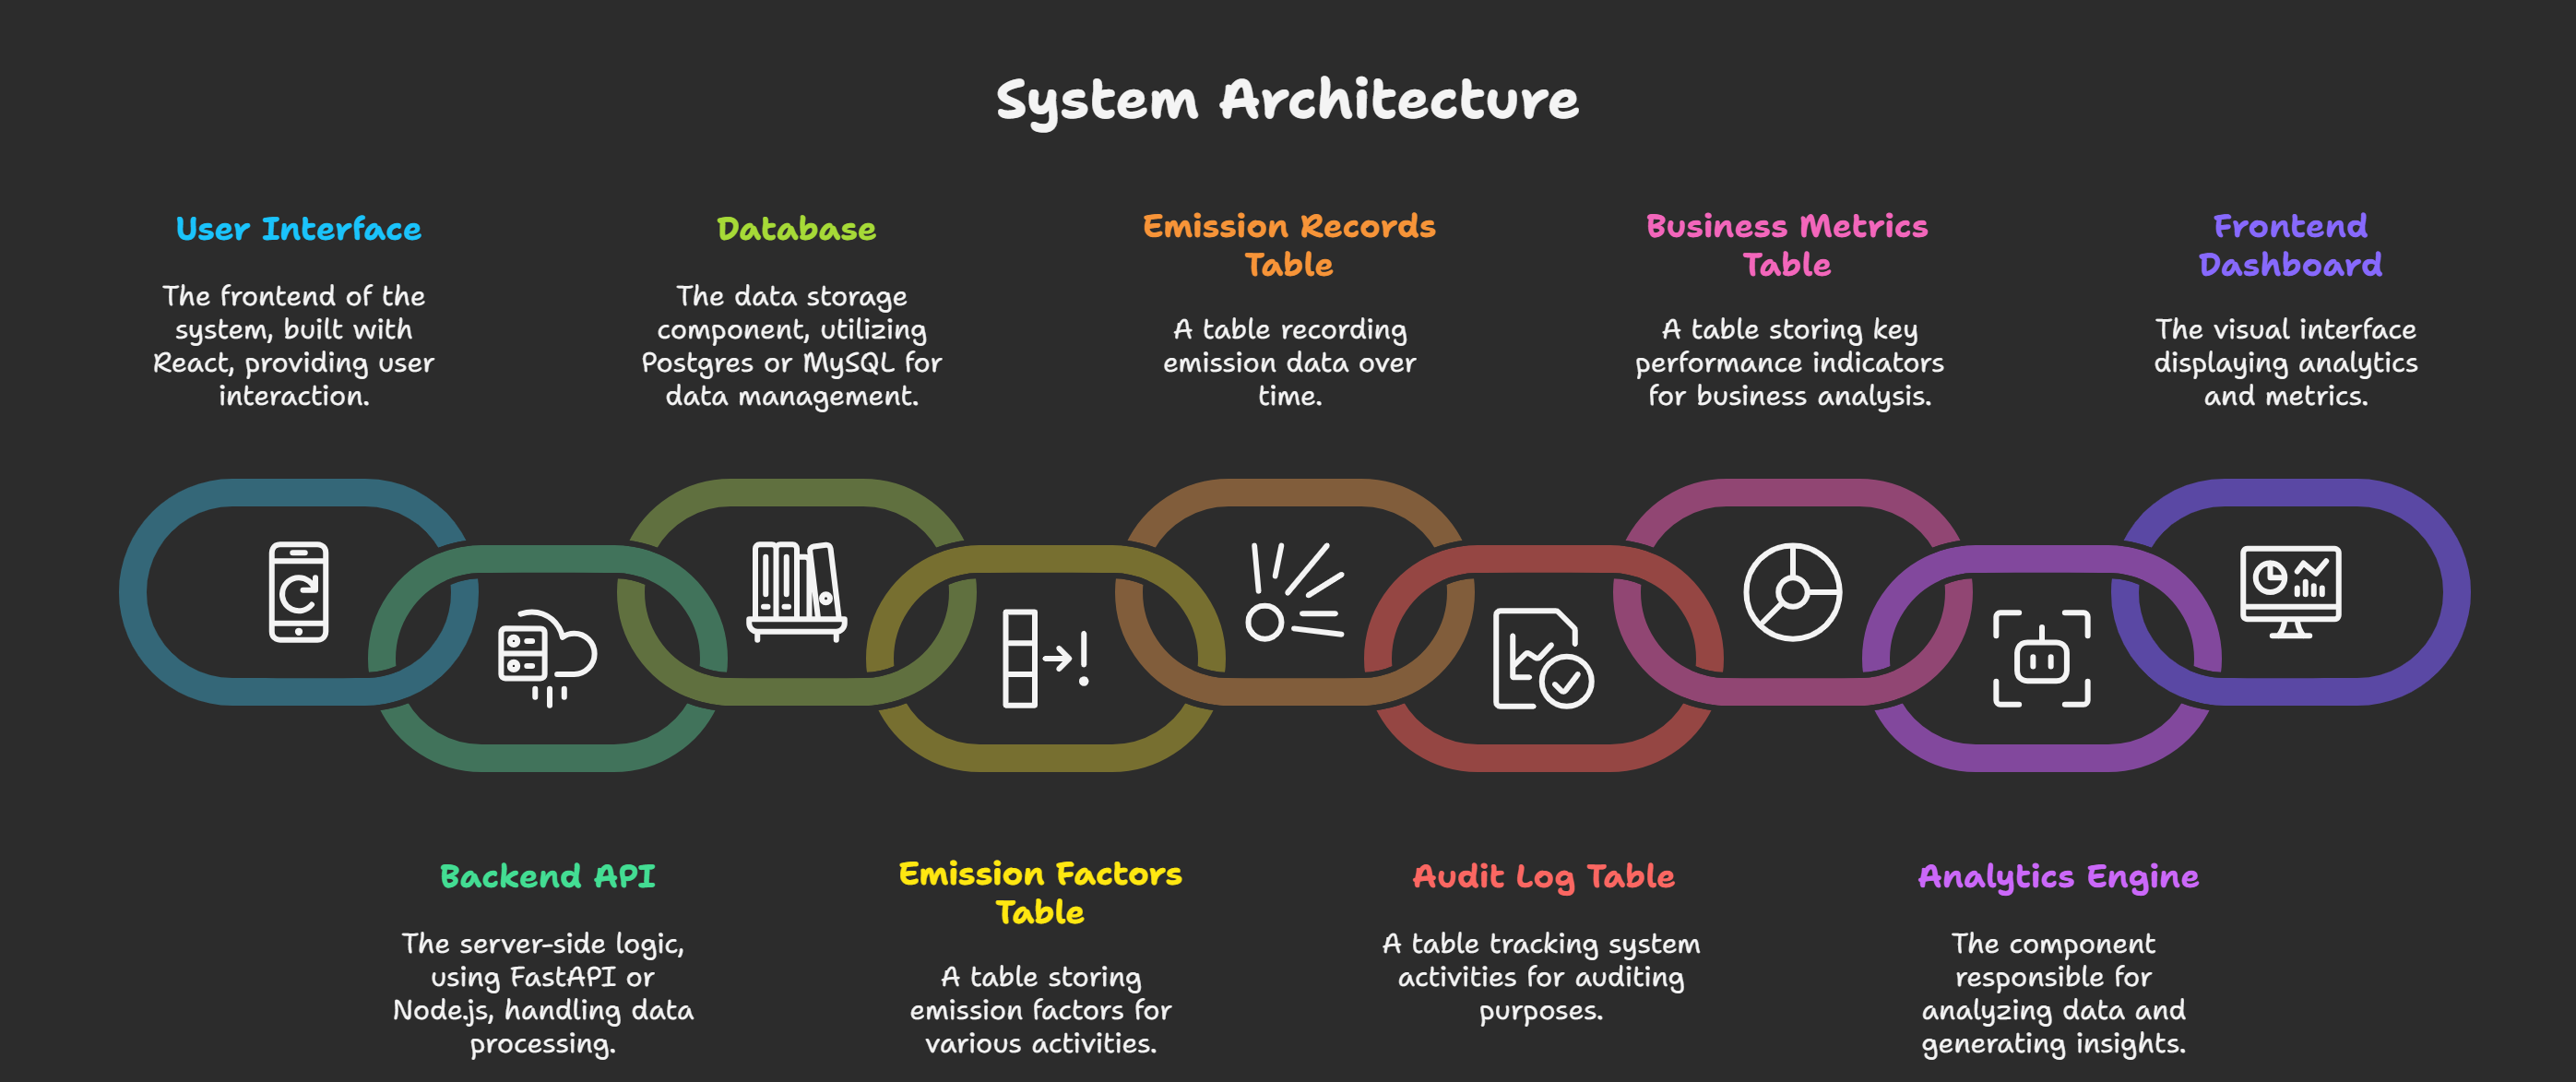 System Architecture
User Interface
The frontend of the
system, built with
React, providing user
interaction.
Database
The data storage
component, utilizing
Postgres or MySQL for
data management.
Emission Records
Table
A table recording
emission data over
time.
Business Metrics
Table
A table storing key
performance indicators
for business analysis.
Frontend
Dashboard
The visual interface
displaying analytics
and metrics.
Backend API
The server-side logic,
using FastAPI or
Node.js, handling data
processing.
Emission Factors
Table
A table storing
emission factors for
various activities.
Audit Log Table
A table tracking system
activities for auditing
purposes.
Analytics Engine
The component
responsible for
analyzing data and
generating insights.